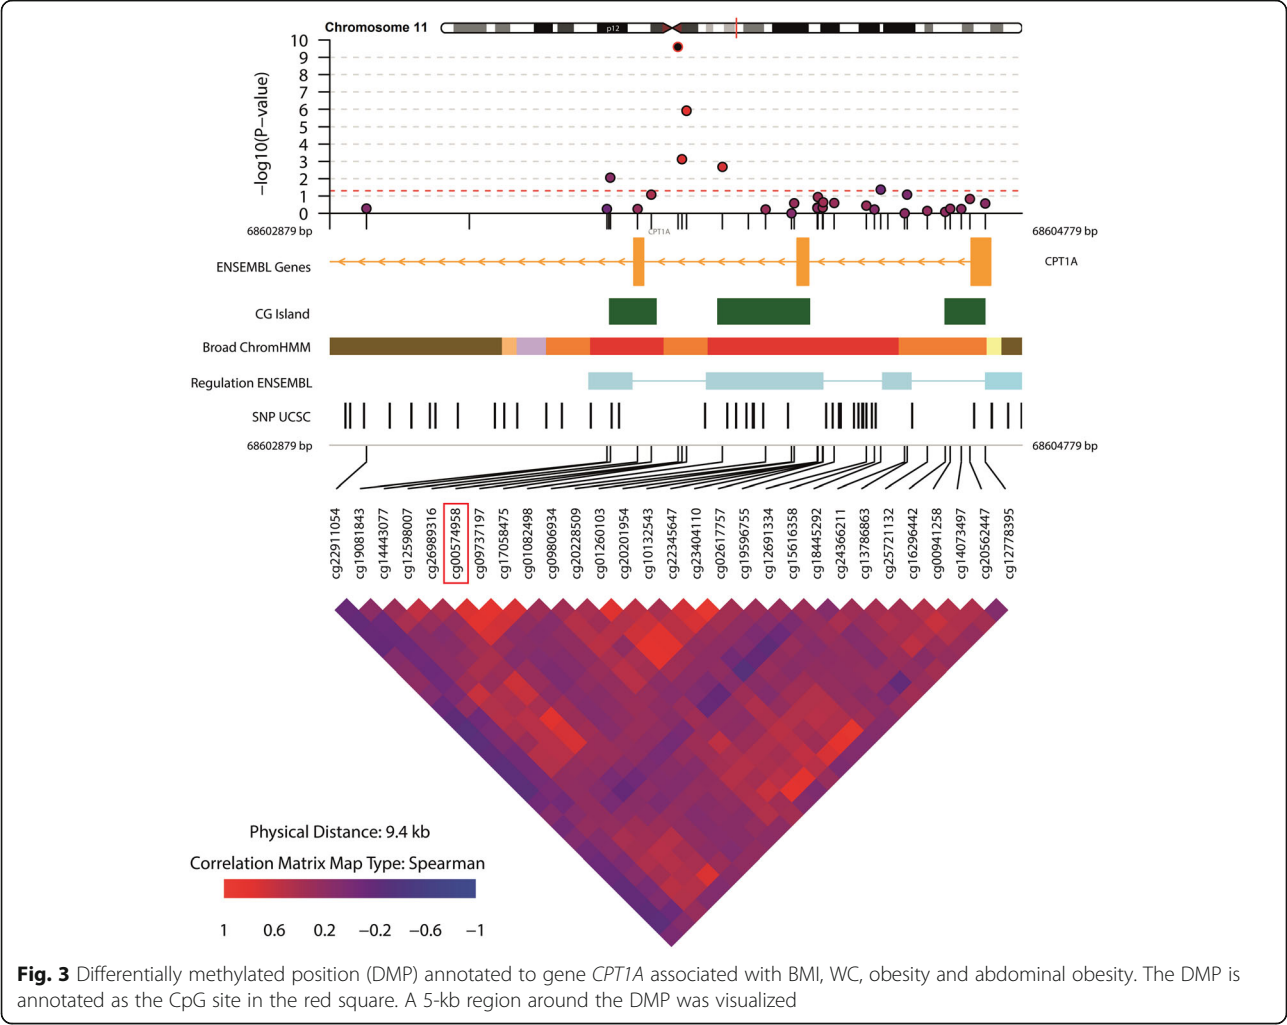 Chromosome 11
p12
10
9
8
7
6
5
4
3
2
1
0
−log10(P−value)
68602879 bp
CPT1A
68604779 bp
ENSEMBL Genes
CPT1A
CG Island
Broad ChromHMM
Regulation ENSEMBL
SNP UCSC
68602879 bp
68604779 bp
cg22911054
cg19081843
cg14443077
cg12598007
cg26989316
cg00574958
cg09737197
cg17058475
cg01082498
cg09806934
cg20228509
cg01260103
cg20201954
cg10132543
cg22345647
cg23404110
cg02617757
cg19596755
cg12691334
cg15616358
cg18445292
cg24366211
cg13786863
cg25721132
cg16296442
cg00941258
cg14073497
cg20562447
cg12778395
Physical Distance: 9.4 kb
Correlation Matrix Map Type: Spearman
1 0.6 0.2 −0.2 −0.6 −1
Fig. 3 Differentially methylated position (DMP) annotated to gene CPT1A associated with BMI, WC, obesity and abdominal obesity. The DMP is
annotated as the CpG site in the red square. A 5-kb region around the DMP was visualized